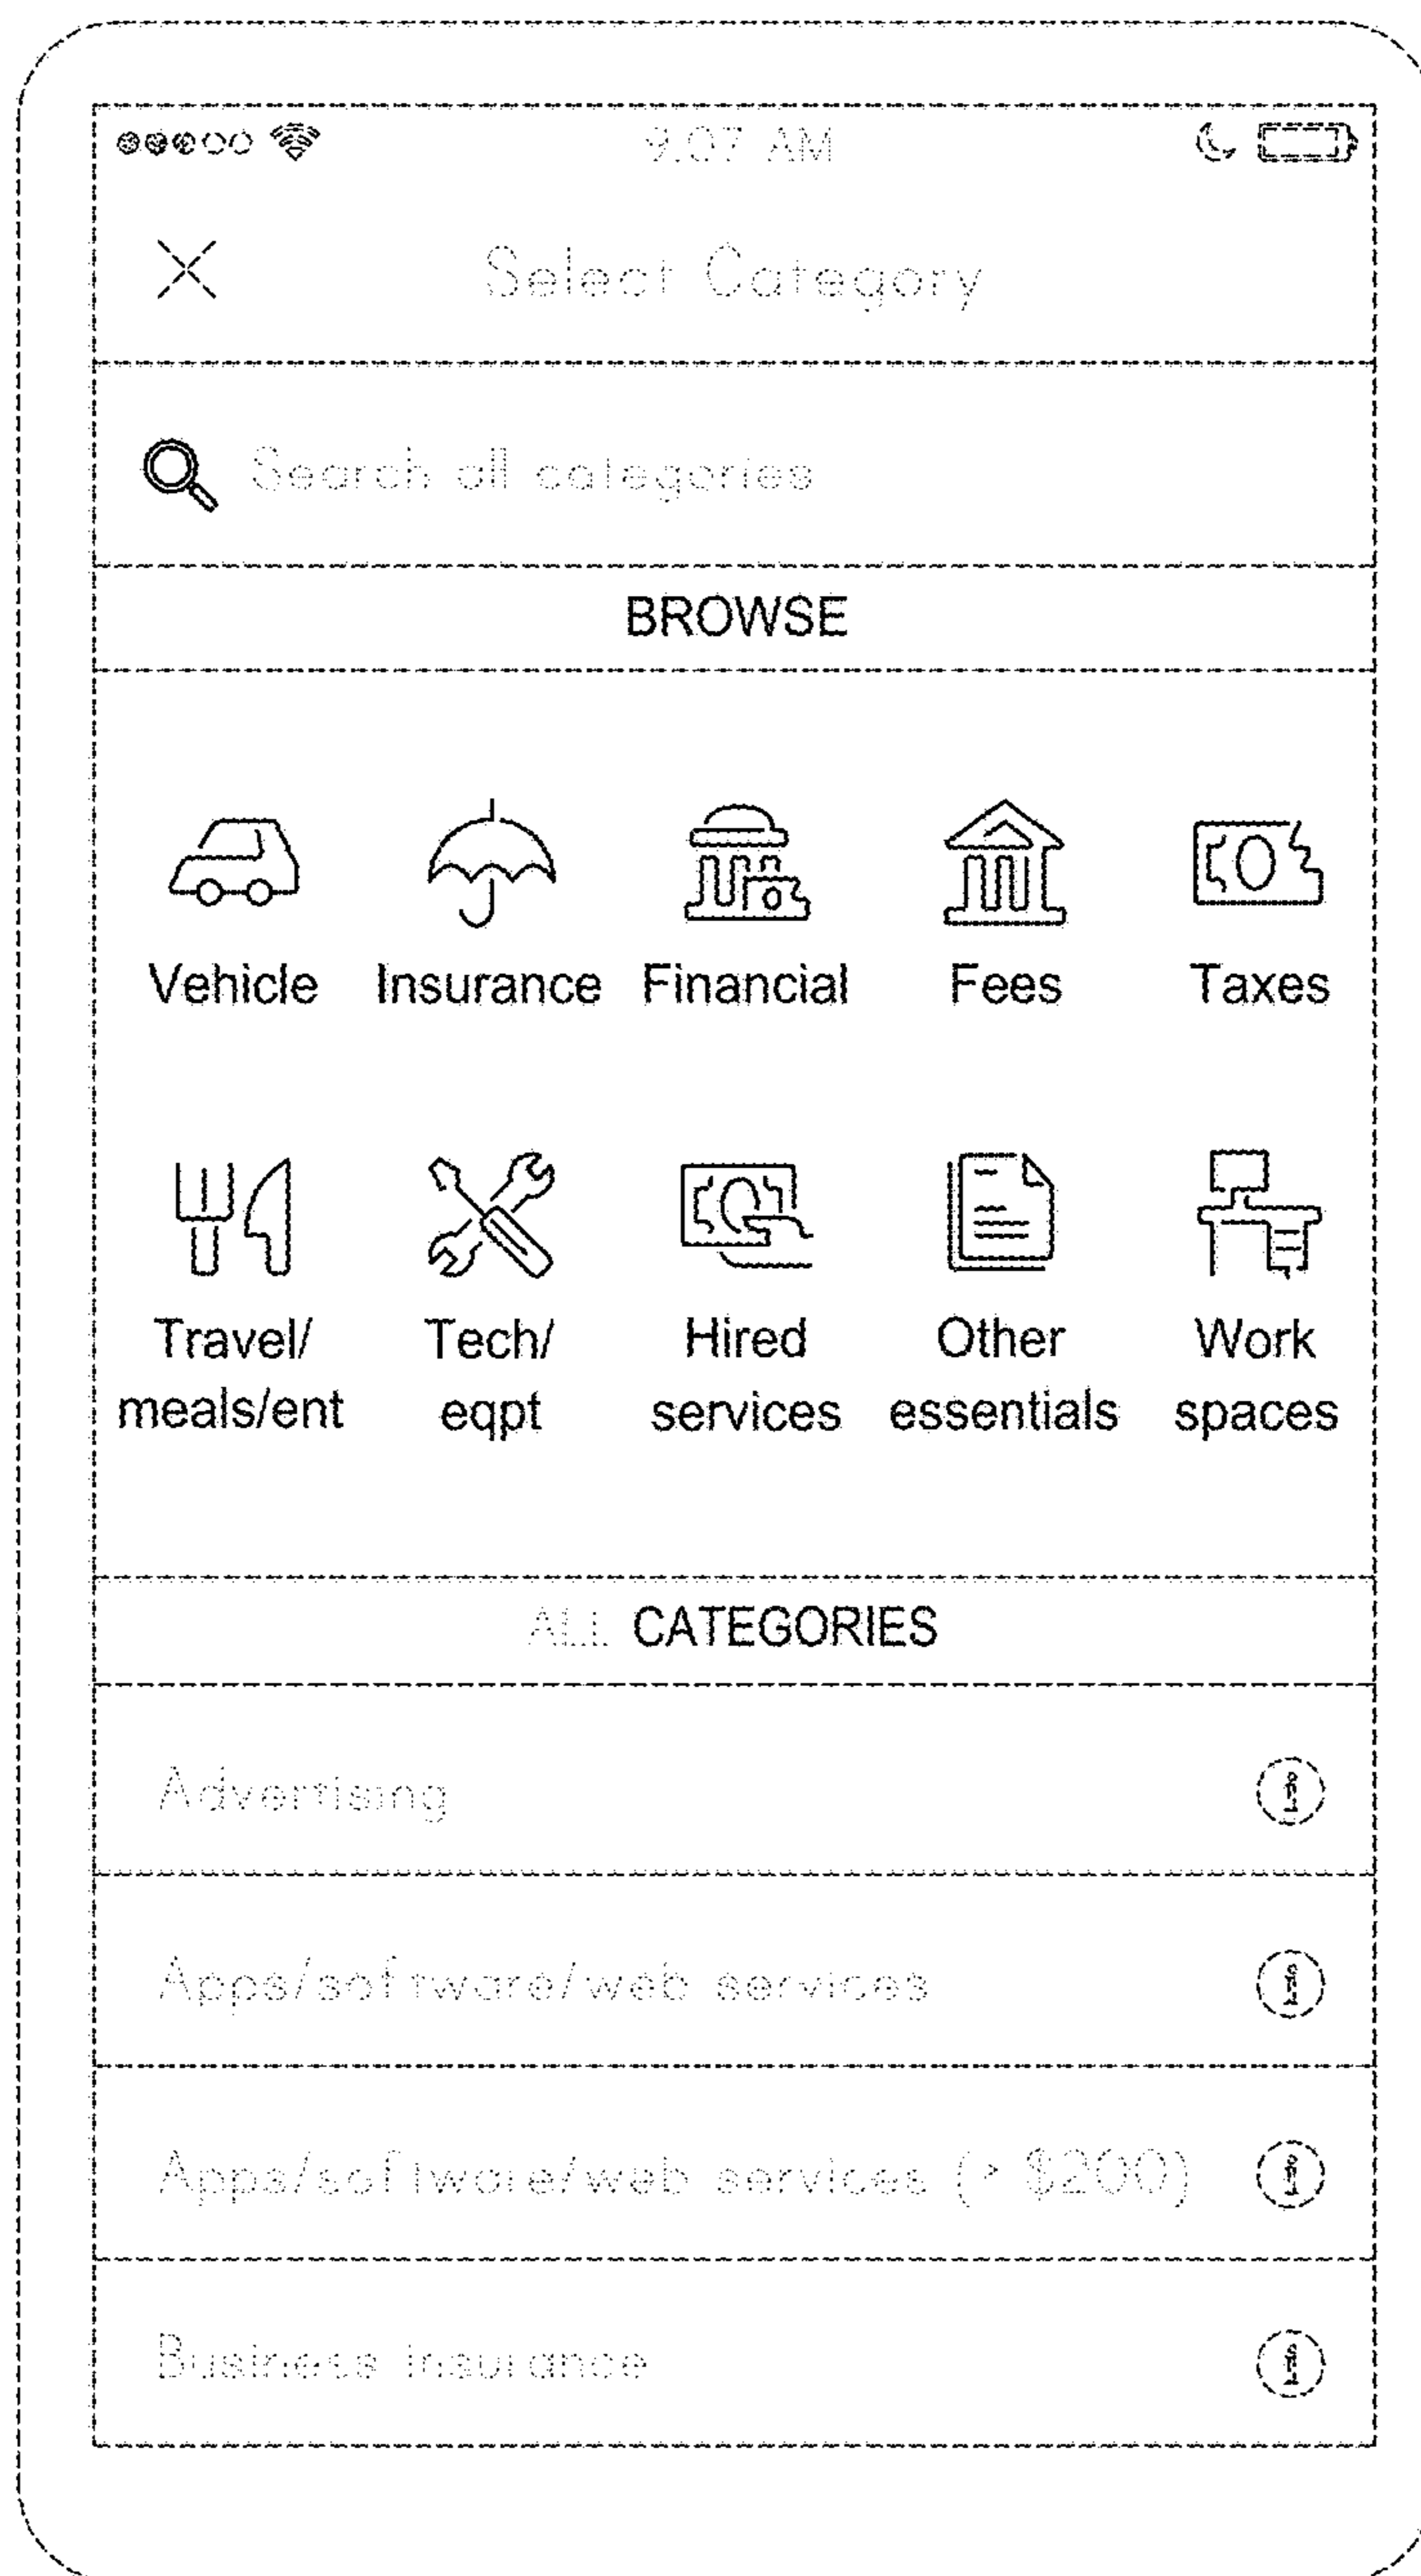 9:07 AM
Select Category
Search all categories
BROWSE
Vehicle Insurance Financial Fees Taxes
Travel/ Tech/ Hired Other Work
meals/ent eqpt services essentials spaces
ALL CATEGORIES
Advertising
Apps/software/web services
Apps/software/web services (> $200)
Business insurance